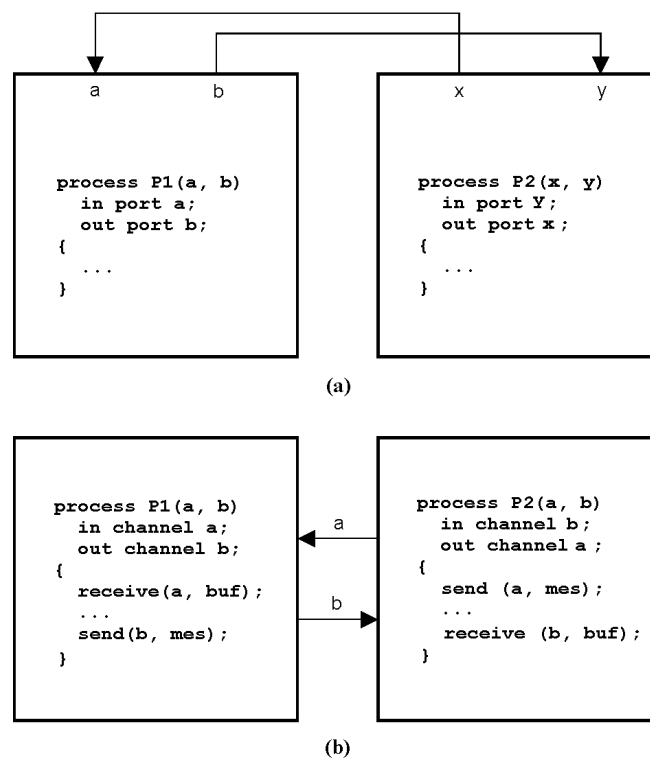 a b x y
process P1(a, b)
in port a;
out port b;
{
...
}
process P2(x, y)
in port Y;
out port x ;
{
...
}
(a)
process P1(a, b)
in channel a;
out channel b;
{
receive(a, buf);
...
send(b, mes);
}
a
b
process P2(a, b)
in channel b;
out channel a ;
{
send (a, mes);
...
receive (b, buf);
}
(b)